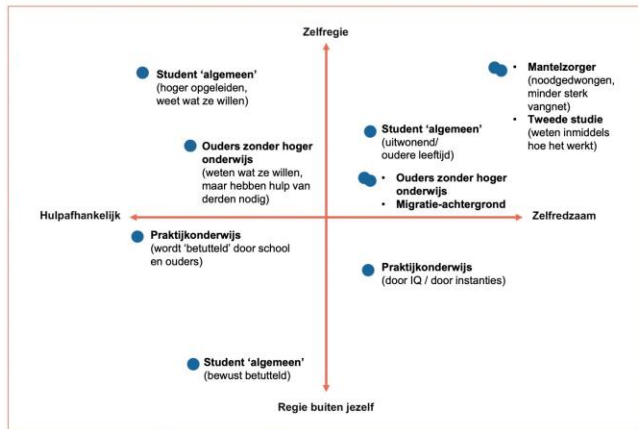 Zelfregie
Student ‘algemeen’
(hoger opgeleiden,
weet wat ze willen)
• Mantelzorger
(noodgedwongen,
minder sterk
vangnet)
• Tweede studie
(weten inmiddels
hoe het werkt)
Student ‘algemeen’
(uitwonend/
oudere leeftijd)
Ouders zonder hoger
onderwijs
(weten wat ze willen,
maar hebben hulp van
derden nodig)
• Ouders zonder hoger
onderwijs
• Migratie-achtergrond
Hulpafhankelijk
Zelfredzaam
Praktijkonderwijs
(wordt ‘betutteld’ door school
en ouders)
Praktijkonderwijs
(door IQ / door instanties)
Student ‘algemeen’
(bewust betutteld)
Regie buiten jezelf